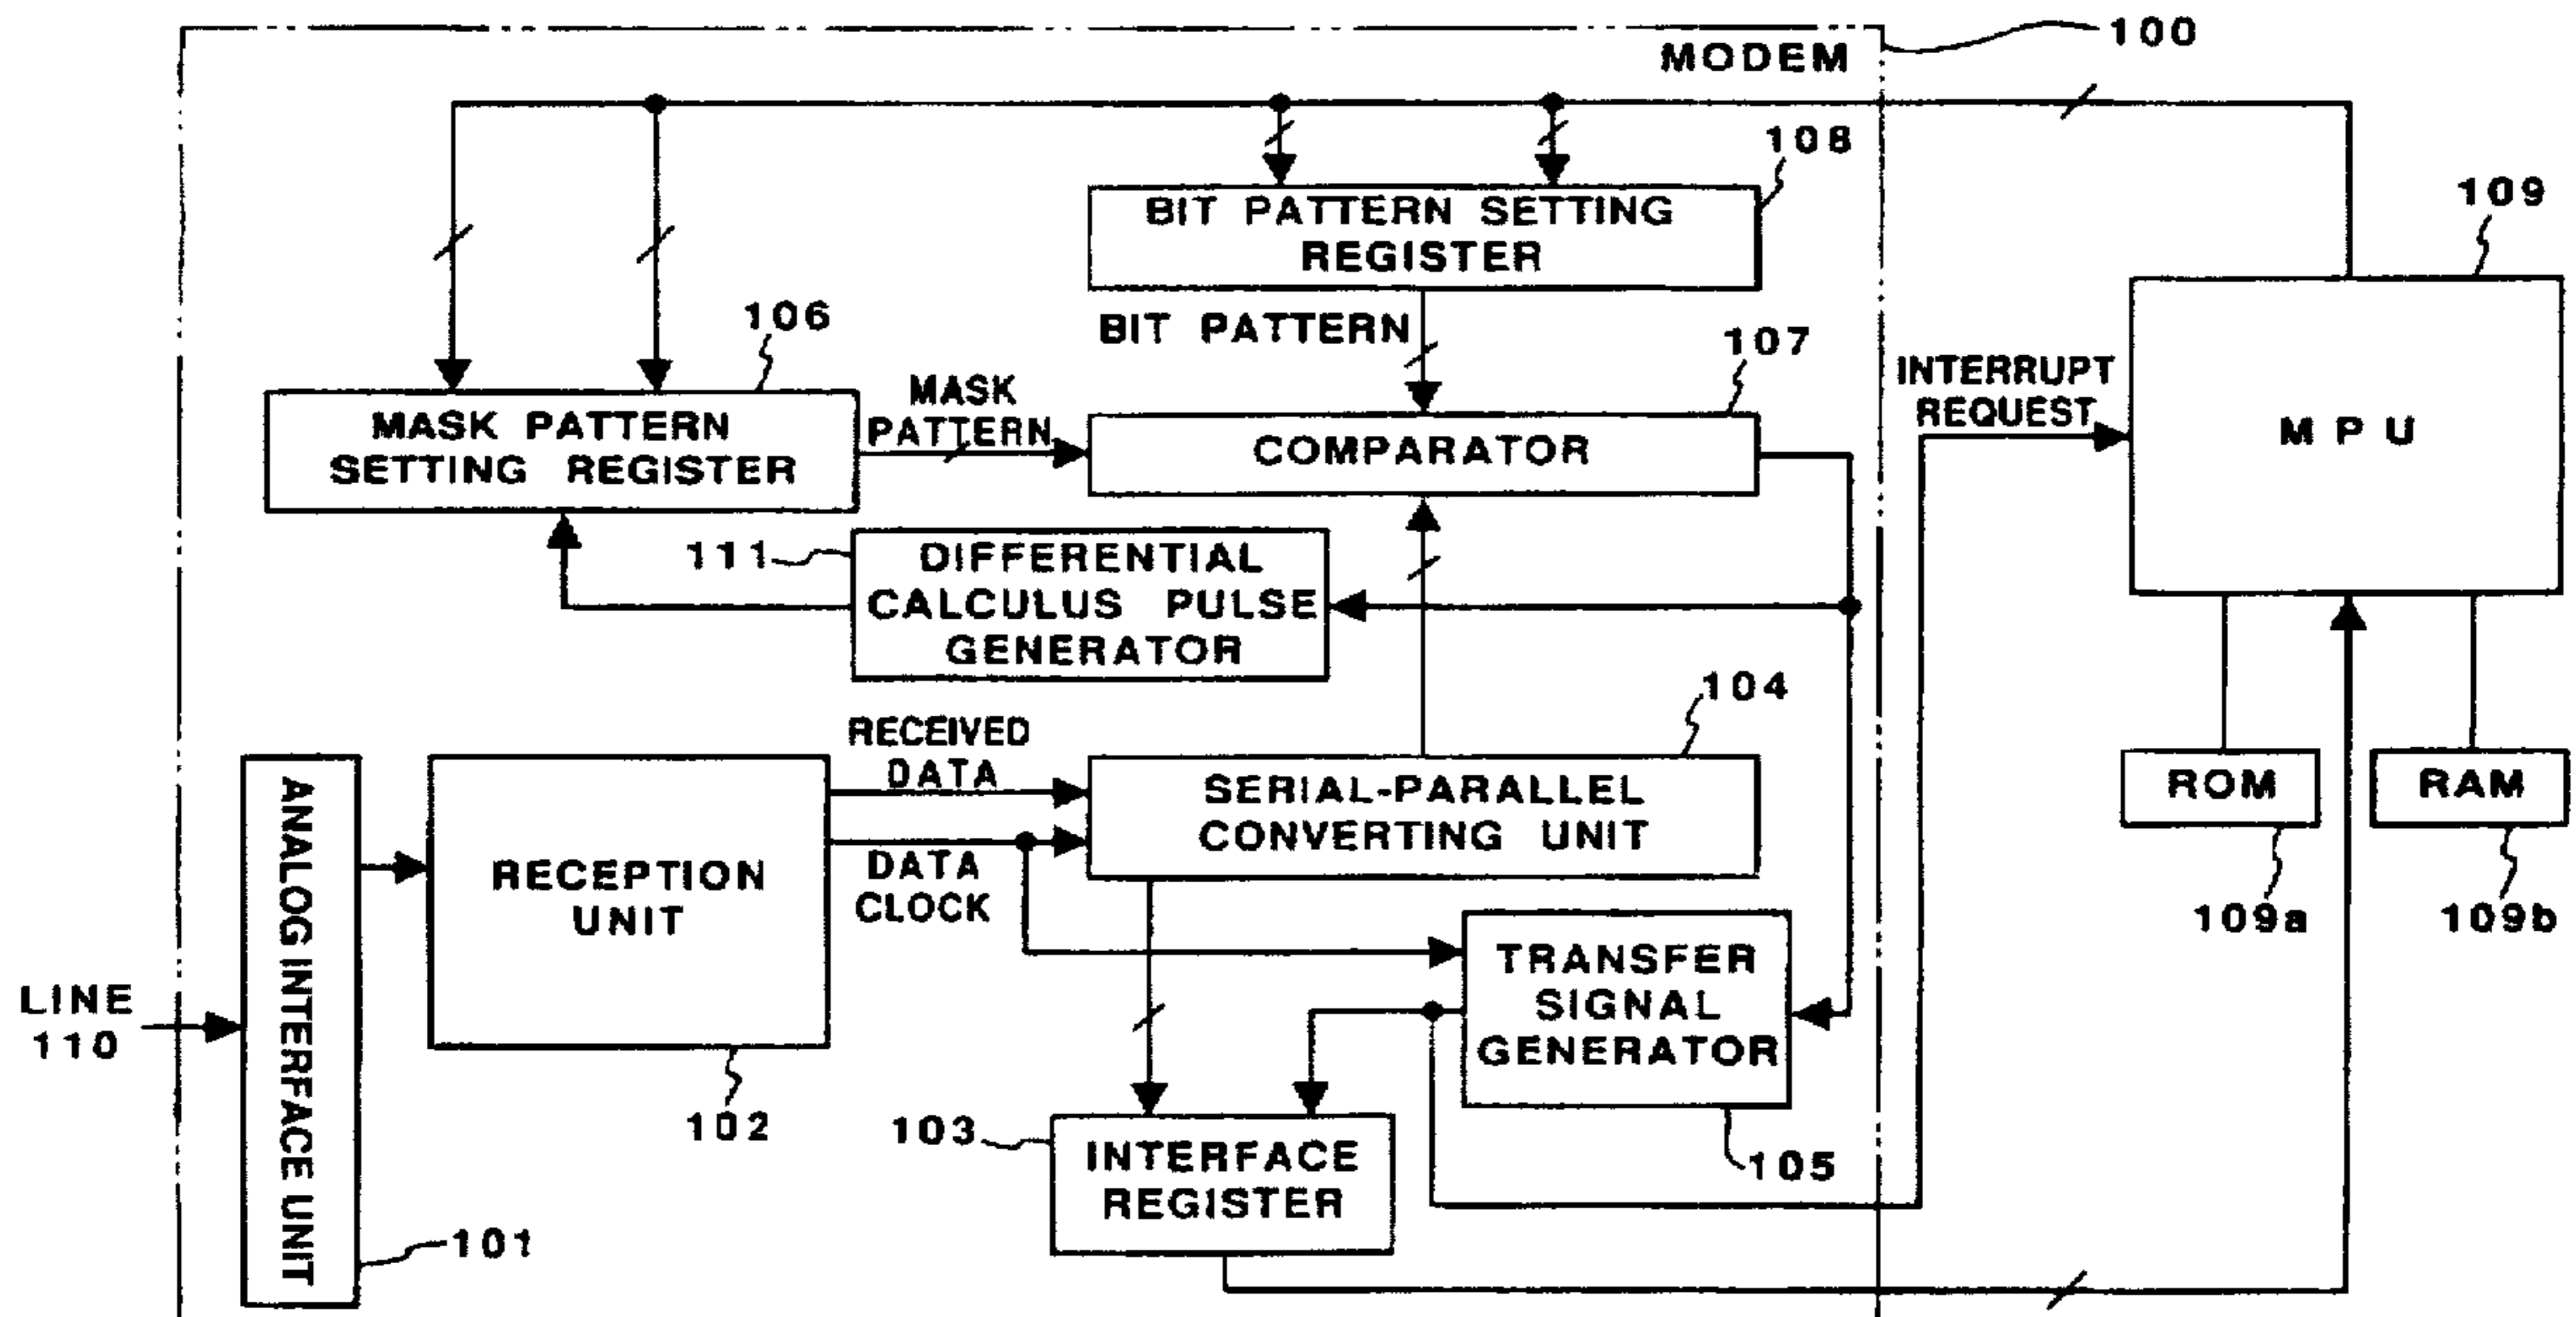 100
MODEM
108
BIT PATTERN SETTING
REGISTER
109
106
BIT PATTERN
107
INTERRUPT
REQUEST
MASK
PATTERN
MASK PATTERN
SETTING REGISTER
COMPARATOR
MPU
111
DIFFERENTIAL
CALCULUS PULSE
GENERATOR
104
RECEIVED
DATA
SERIAL-PARALLEL
CONVERTING UNIT
ROM
RAM
ANALOG INTERFACE UNIT
RECEPTION
UNIT
DATA
CLOCK
109a
109b
TRANSFER
SIGNAL
GENERATOR
LINE
110
102
103
INTERFACE
REGISTER
105
101